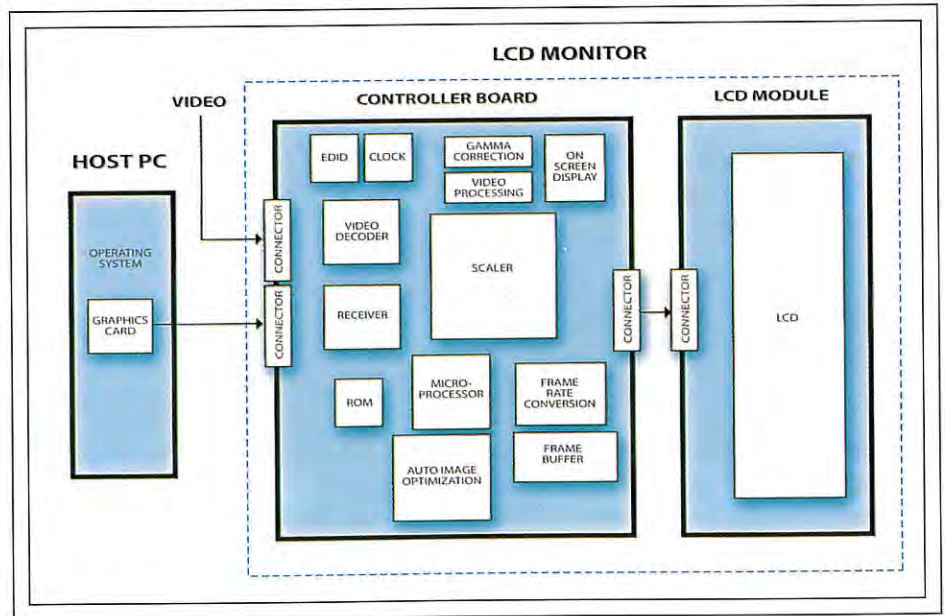 LCD MONITOR
VIDEO
CONTROLLER BOARD
LCD MODULE
HOST PC
OPERATING
SYSTEM
GRAPHICS
CARD
CONNECTOR
CONNECTOR
EDID
CLOCK
GAMMA
CORRECTION
VIDEO
PROCESSING
ON
SCREEN
DISPLAY
VIDEO
DECODER
SCALER
RECEIVER
ROM
MICRO-
PROCESSOR
FRAME
RATE
CONVERSION
FRAME
BUFFER
AUTO IMAGE
OPTIMIZATION
CONNECTOR
CONNECTOR
LCD